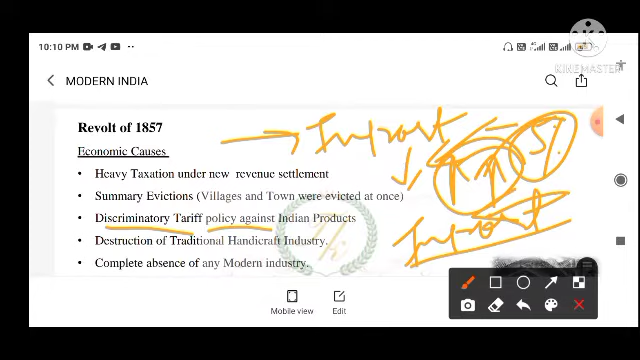 10:10 PM
KINEMASTER
MODERN INDIA
Revolt of 1857
Economic Causes
• Heavy Taxation under new revenue settlement
• Summary Evictions (Villages and Town were evicted at once)
• Discriminatory Tariff policy against Indian Products
• Destruction of Traditional Handicraft Industry.
• Complete absence of any Modern industry.
Import
5%
Import
Mobile view
Edit